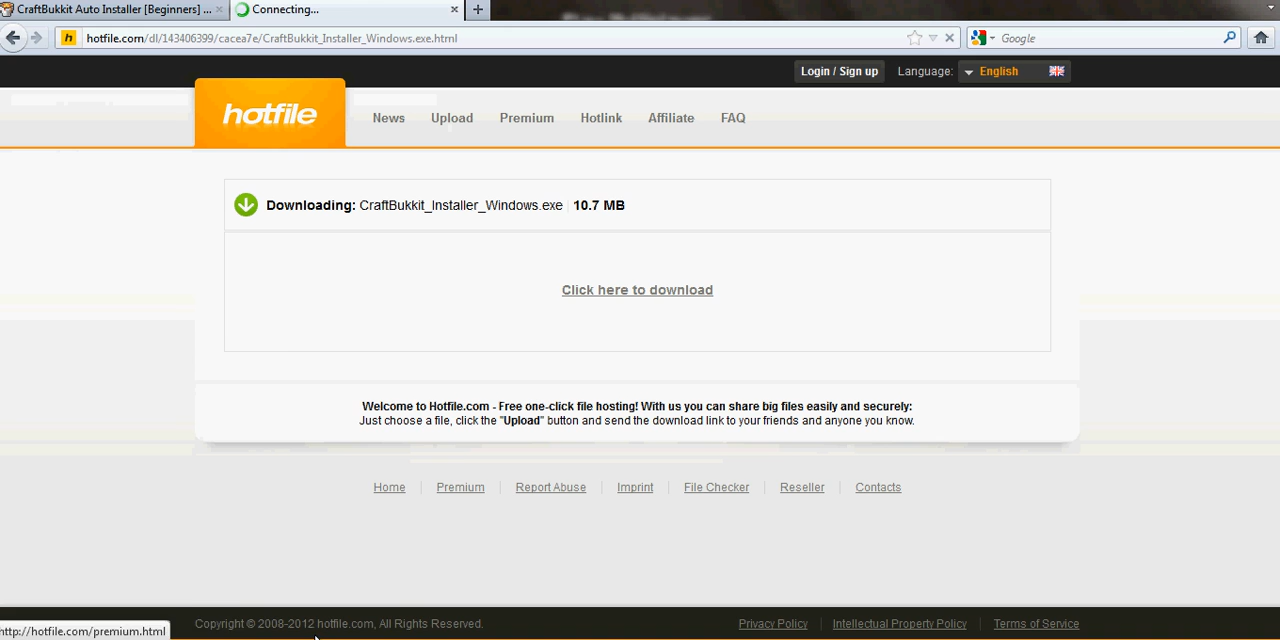 CraftBukkit Auto Installer [Beginners] ...
Connecting...
hotfile.com/dl/143406399/cacea7e/CraftBukkit_Installer_Windows.exe.html
Google
Login / Sign up
Language:
English
hotfile
News
Upload
Premium
Hotlink
Affiliate
FAQ
Downloading: CraftBukkit_Installer_Windows.exe 10.7 MB
Click here to download
Welcome to Hotfile.com - Free one-click file hosting! With us you can share big files easily and securely:
Just choose a file, click the "Upload" button and send the download link to your friends and anyone you know.
Home
Premium
Report Abuse
Imprint
File Checker
Reseller
Contacts
http://hotfile.com/premium.html
Copyright © 2008-2012 hotfile.com, All Rights Reserved.
Privacy Policy
Intellectual Property Policy
Terms of Service